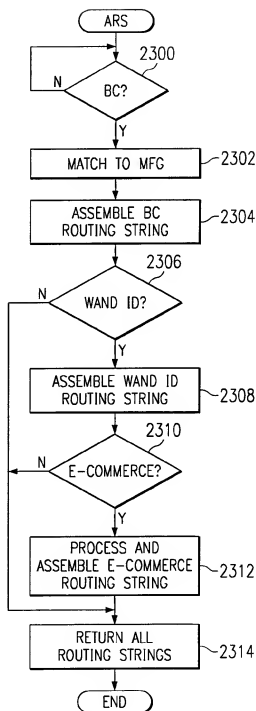 ARS
2300
N
BC?
Y
MATCH TO MFG
2302
ASSEMBLE BC
ROUTING STRING
2304
2306
N
WAND ID?
Y
ASSEMBLE WAND ID
ROUTING STRING
2308
2310
N
E-COMMERCE?
Y
PROCESS AND
ASSEMBLE E-COMMERCE
ROUTING STRING
2312
RETURN ALL
ROUTING STRINGS
2314
END